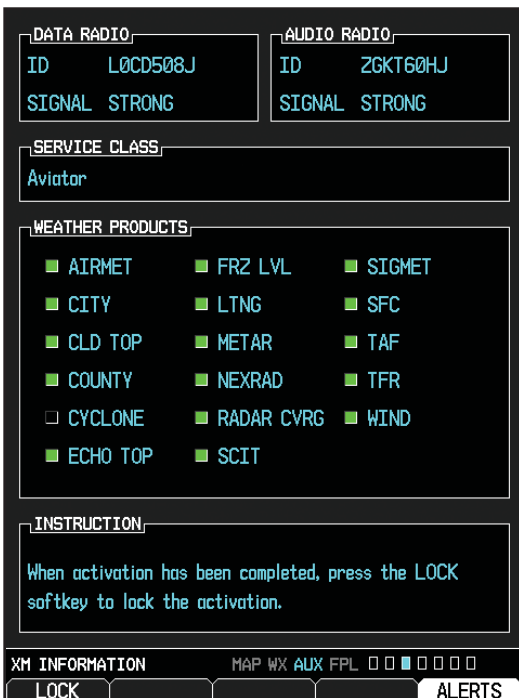 DATA RADIO
ID L0CD508J
SIGNAL STRONG
AUDIO RADIO
ID ZGKT60HJ
SIGNAL STRONG
SERVICE CLASS
Aviator
WEATHER PRODUCTS
AIRMET FRZ LVL SIGMET
CITY LTNG SFC
CLD TOP METAR TAF
COUNTY NEXRAD TFR
CYCLONE RADAR CVRG WIND
ECHO TOP SCIT
INSTRUCTION
When activation has been completed, press the LOCK
softkey to lock the activation.
XM INFORMATION MAP WX AUX FPL
LOCK ALERTS